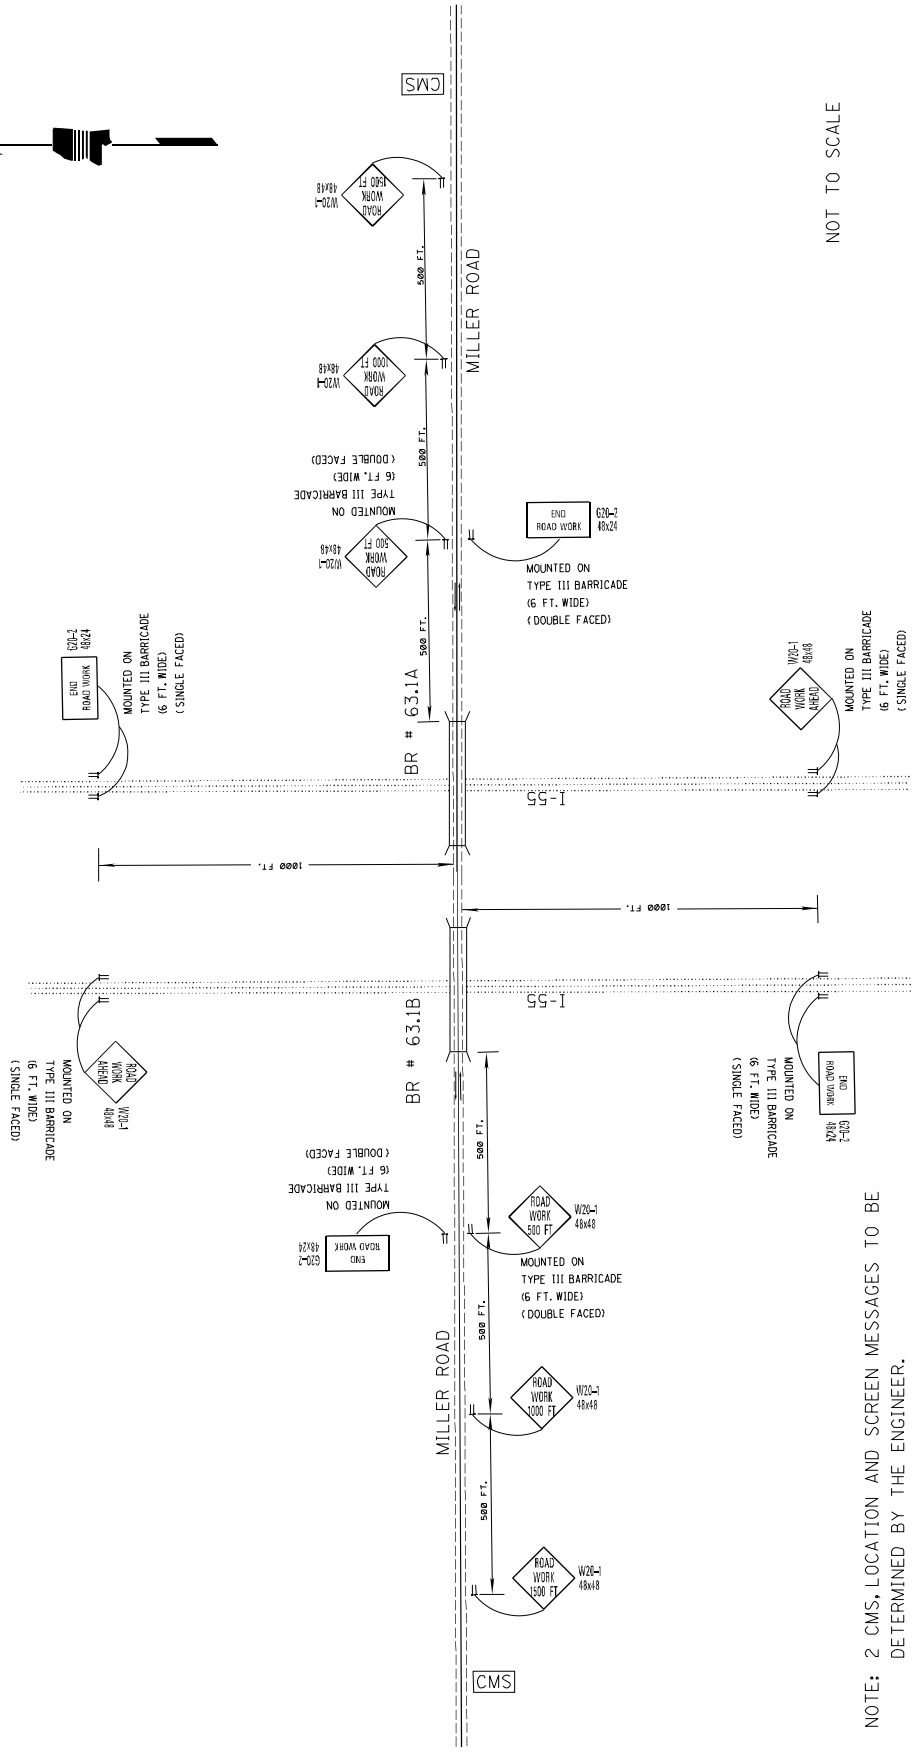 CMS
ROAD
WORK
1500 FT
W20-1
48x48
500 FT.
MILLER ROAD
NOT TO SCALE
ROAD
WORK
1000 FT
W20-1
48x48
500 FT.
MOUNTED ON
TYPE III BARRICADE
(6 FT. WIDE)
(DOUBLE FACED)
ROAD
WORK
500 FT
W20-1
48x48
500 FT.
END
ROAD WORK
G20-2
48x24
MOUNTED ON
TYPE III BARRICADE
(6 FT. WIDE)
(DOUBLE FACED)
END
ROAD WORK
G20-2
48x24
MOUNTED ON
TYPE III BARRICADE
(6 FT. WIDE)
(SINGLE FACED)
BR # 63.1A
ROAD
WORK
AHEAD
W20-1
48x48
MOUNTED ON
TYPE III BARRICADE
(6 FT. WIDE)
(SINGLE FACED)
I-55
1000 FT.
1000 FT.
I-55
BR # 63.1B
ROAD
WORK
AHEAD
W20-1
48x48
MOUNTED ON
TYPE III BARRICADE
(6 FT. WIDE)
(SINGLE FACED)
END
ROAD WORK
G20-2
48x24
MOUNTED ON
TYPE III BARRICADE
(6 FT. WIDE)
(SINGLE FACED)
500 FT.
MOUNTED ON
TYPE III BARRICADE
(6 FT. WIDE)
(DOUBLE FACED)
END
ROAD WORK
G20-2
48x24
ROAD
WORK
500 FT
W20-1
48x48
MOUNTED ON
TYPE III BARRICADE
(6 FT. WIDE)
(DOUBLE FACED)
500 FT.
MILLER ROAD
ROAD
WORK
1000 FT
W20-1
48x48
500 FT.
ROAD
WORK
1500 FT
W20-1
48x48
CMS
NOTE: 2 CMS, LOCATION AND SCREEN MESSAGES TO BE
DETERMINED BY THE ENGINEER.